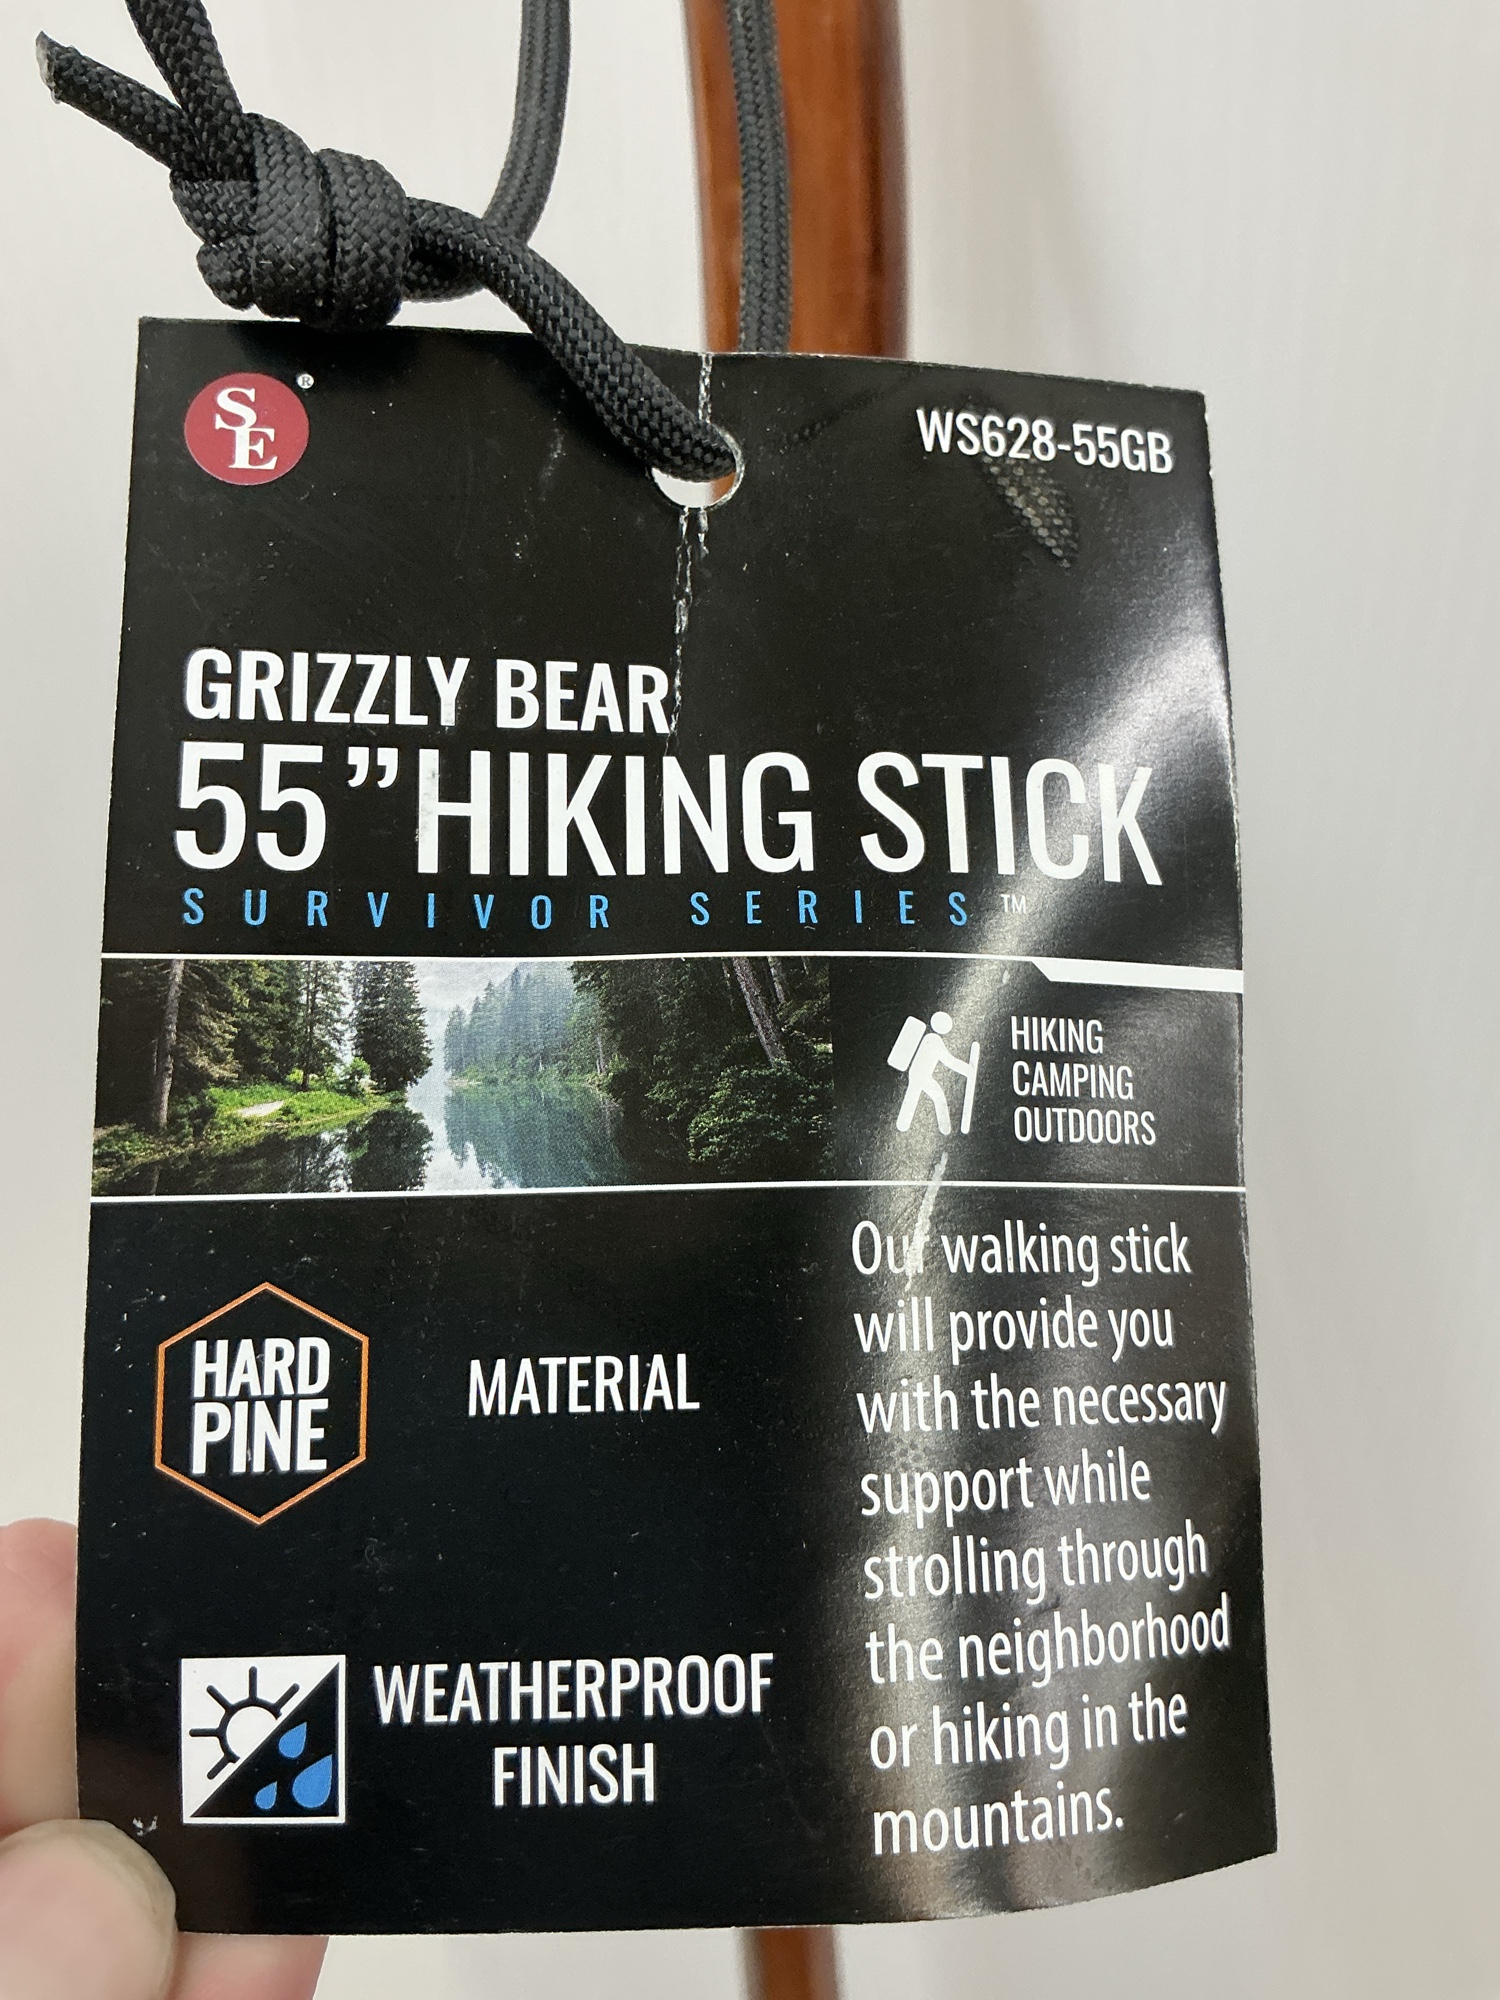 SE®
WS628-55GB
GRIZZLY BEAR
55” HIKING STICK
SURVIVOR SERIES™
HIKING
CAMPING
OUTDOORS
HARD
PINE
MATERIAL
WEATHERPROOF
FINISH
Our walking stick
will provide you
with the necessary
support while
strolling through
the neighborhood
or hiking in the
mountains.